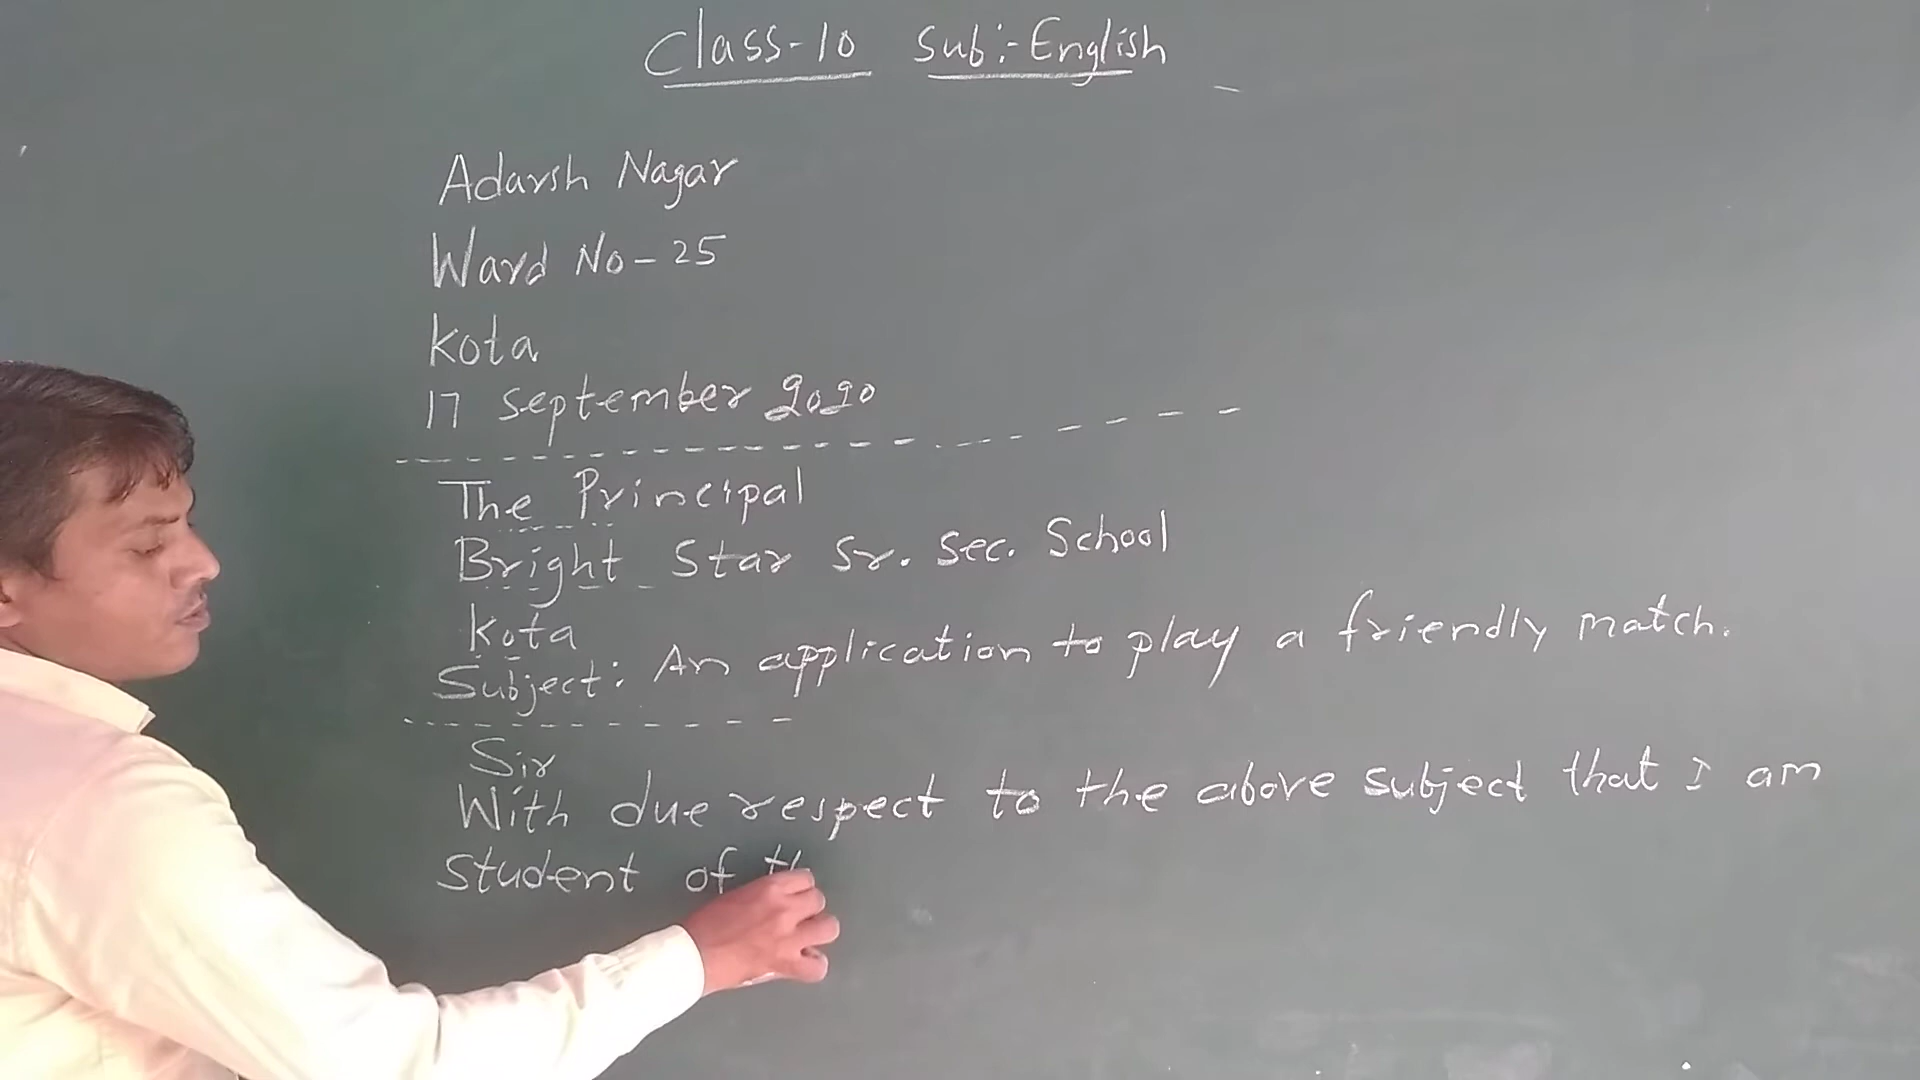 Class-10 Sub:-English
Adarsh Nagar
Ward No-25
Kota
17 September 2020
The Principal
Bright Star Sr. Sec. School
Kota
Subject: An application to play a friendly match.
Sir
With due respect to the above subject that I am
student of th